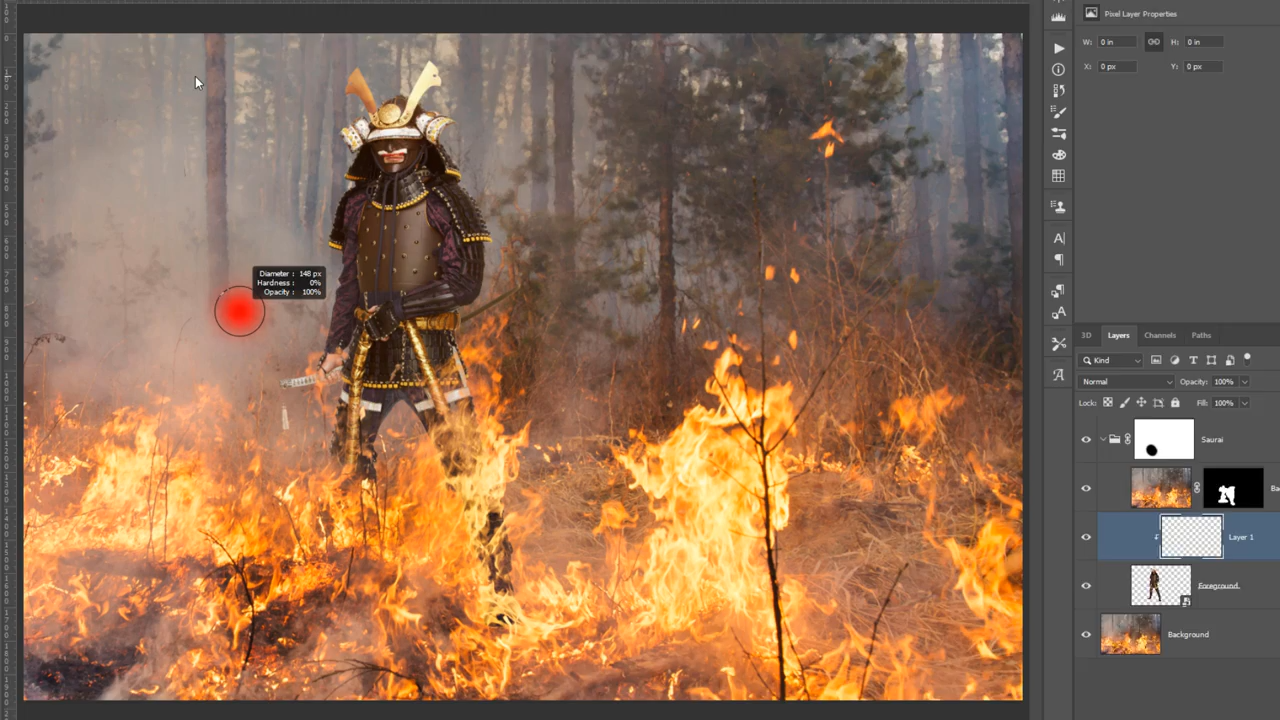 Pixel Layer Properties
W: 0 in H: 0 in
X: 0 px Y: 0 px
Diameter : 148 px
Hardness : 0%
Opacity : 100%
3D Layers Channels Paths
Kind
Normal Opacity: 100%
Lock: Fill: 100%
Saurai
Ba
Layer 1
Foreground
Background